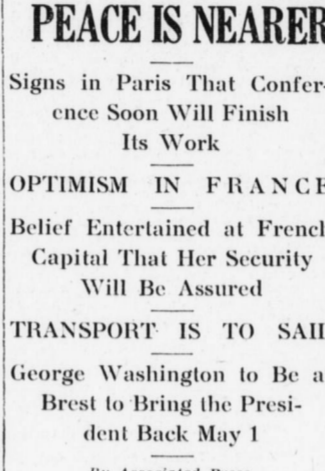 PEACE IS NEARER
Signs in Paris That Confer-
ence Soon Will Finish
Its Work
OPTIMISM IN FRANCE
Belief Entertained at French
Capital That Her Security
Will Be Assured
TRANSPORT IS TO SAIL
George Washington to Be a
Brest to Bring the Presi-
dent Back May 1